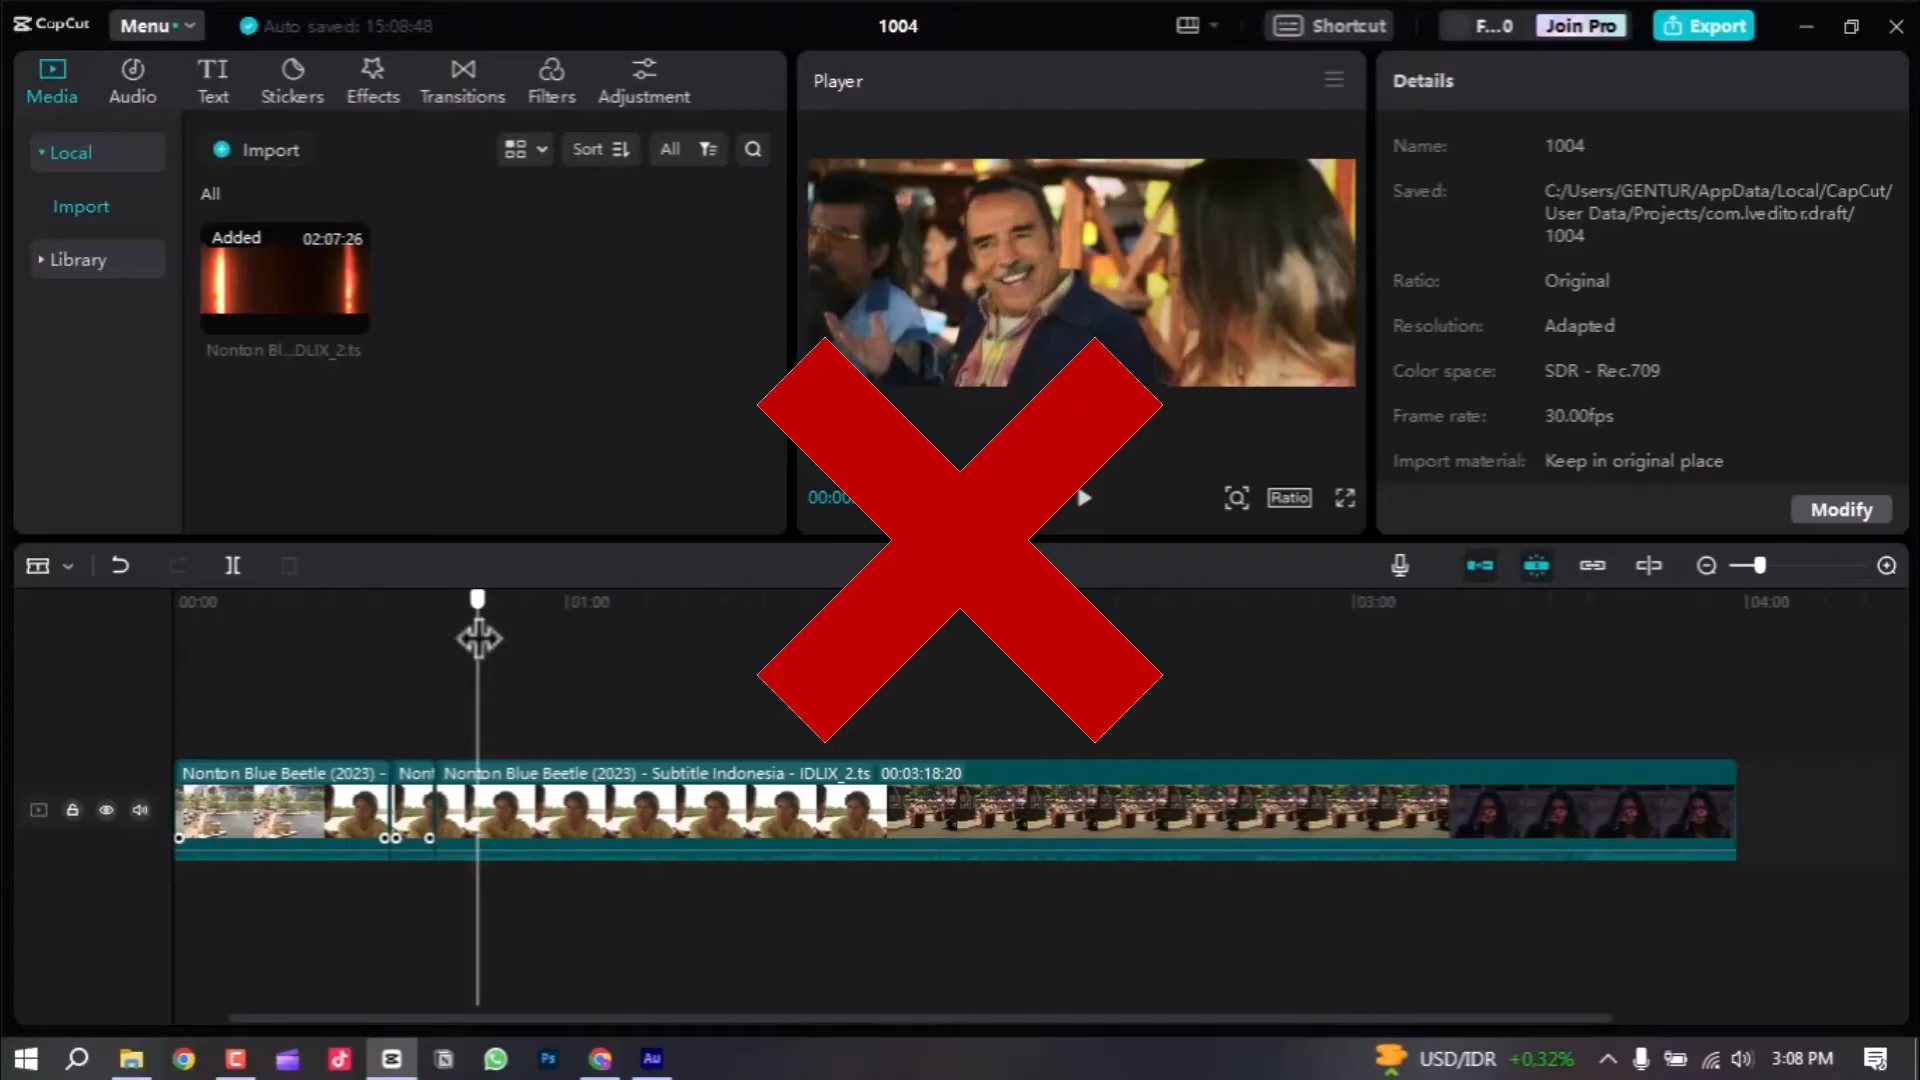 CapCut
Menu
Auto saved: 15:08:48
1004
Shortcut
F...0
Join Pro
Export
Media
Audio
TI
Text
Stickers
Effects
Transitions
Filters
Adjustment
Player
Details
Local
Import
Library
Import
Sort
All
All
Added
02:07:26
Nonton Bl...DLIX_2.ts
Name:
1004
Saved:
C:/Users/GENTUR/AppData/Local/CapCut/
User Data/Projects/com.lveditor.draft/
1004
Ratio:
Original
Resolution:
Adapted
Color space:
SDR - Rec.709
Frame rate:
30.00fps
Import material:
Keep in original place
Modify
00:00
Ratio
00:00
01:00
03:00
04:00
Nonton Blue Beetle (2023) -
Nont
Nonton Blue Beetle (2023) - Subtitle Indonesia - IDLIX_2.ts
00:03:18:20
Ps
Au
USD/IDR
+0,32%
3:08 PM